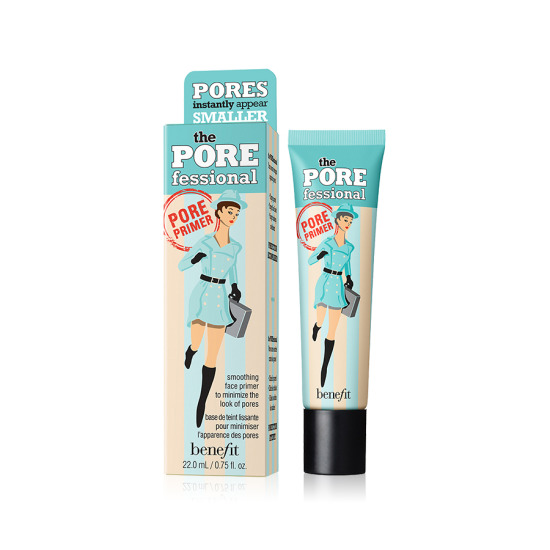 PORES
instantly appear
SMALLER
the
PORE
fessional
PORE
PRIMER
smoothing
face primer
to minimize the
look of pores
base de teint lissante
pour minimiser
l'apparence des pores
benefit
22.0 mL / 0.75 fl. oz.
the
PORE
fessional
PORE
PRIMER
benefit